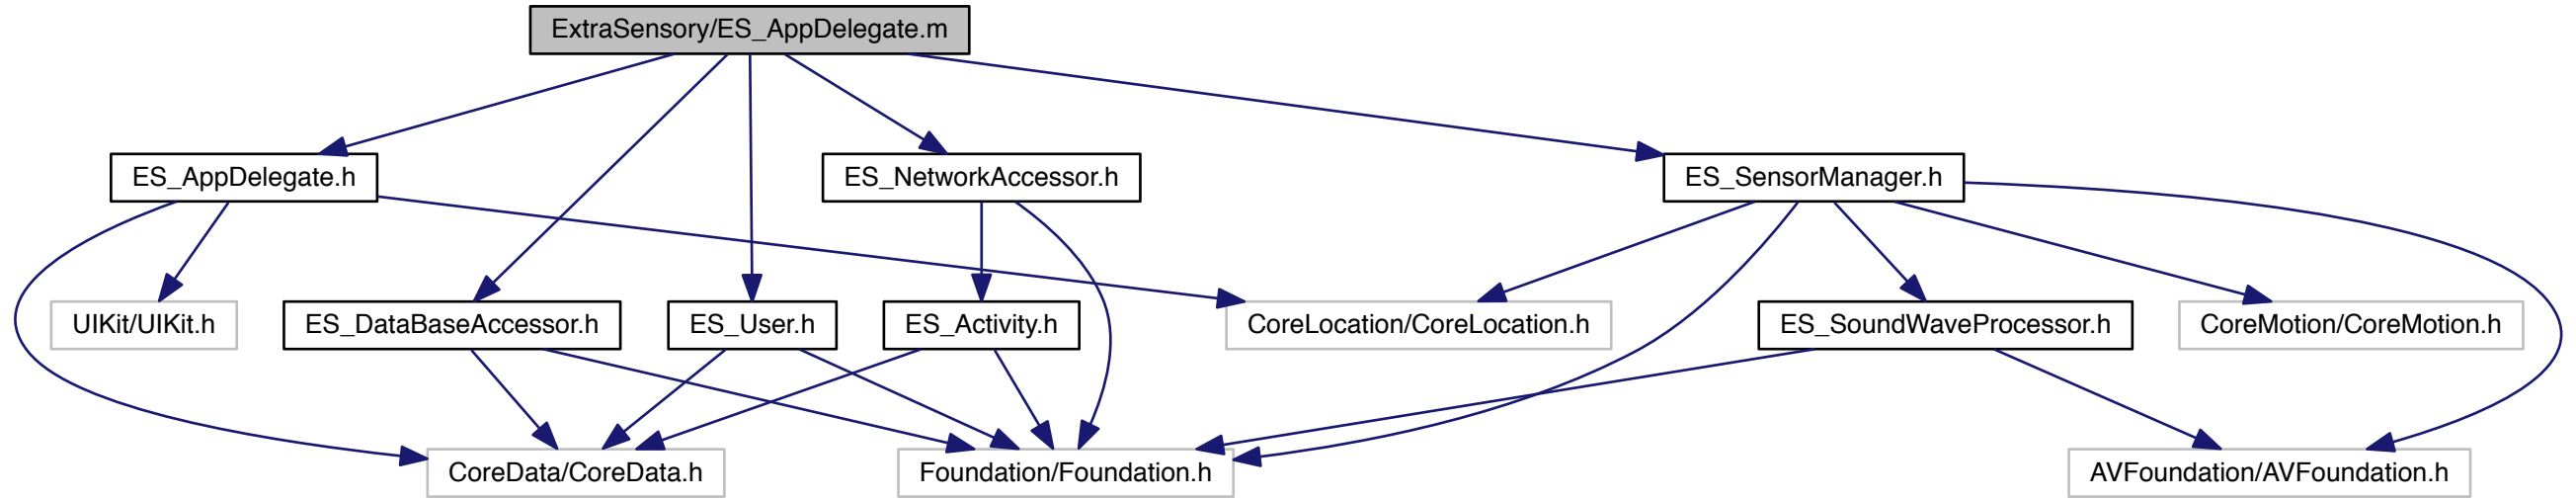 ExtraSensory/ES_AppDelegate.m
ES_AppDelegate.h
ES_NetworkAccessor.h
ES_SensorManager.h
UIKit/UIKit.h
ES_DataBaseAccessor.h
ES_User.h
ES_Activity.h
CoreLocation/CoreLocation.h
ES_SoundWaveProcessor.h
CoreMotion/CoreMotion.h
CoreData/CoreData.h
Foundation/Foundation.h
AVFoundation/AVFoundation.h